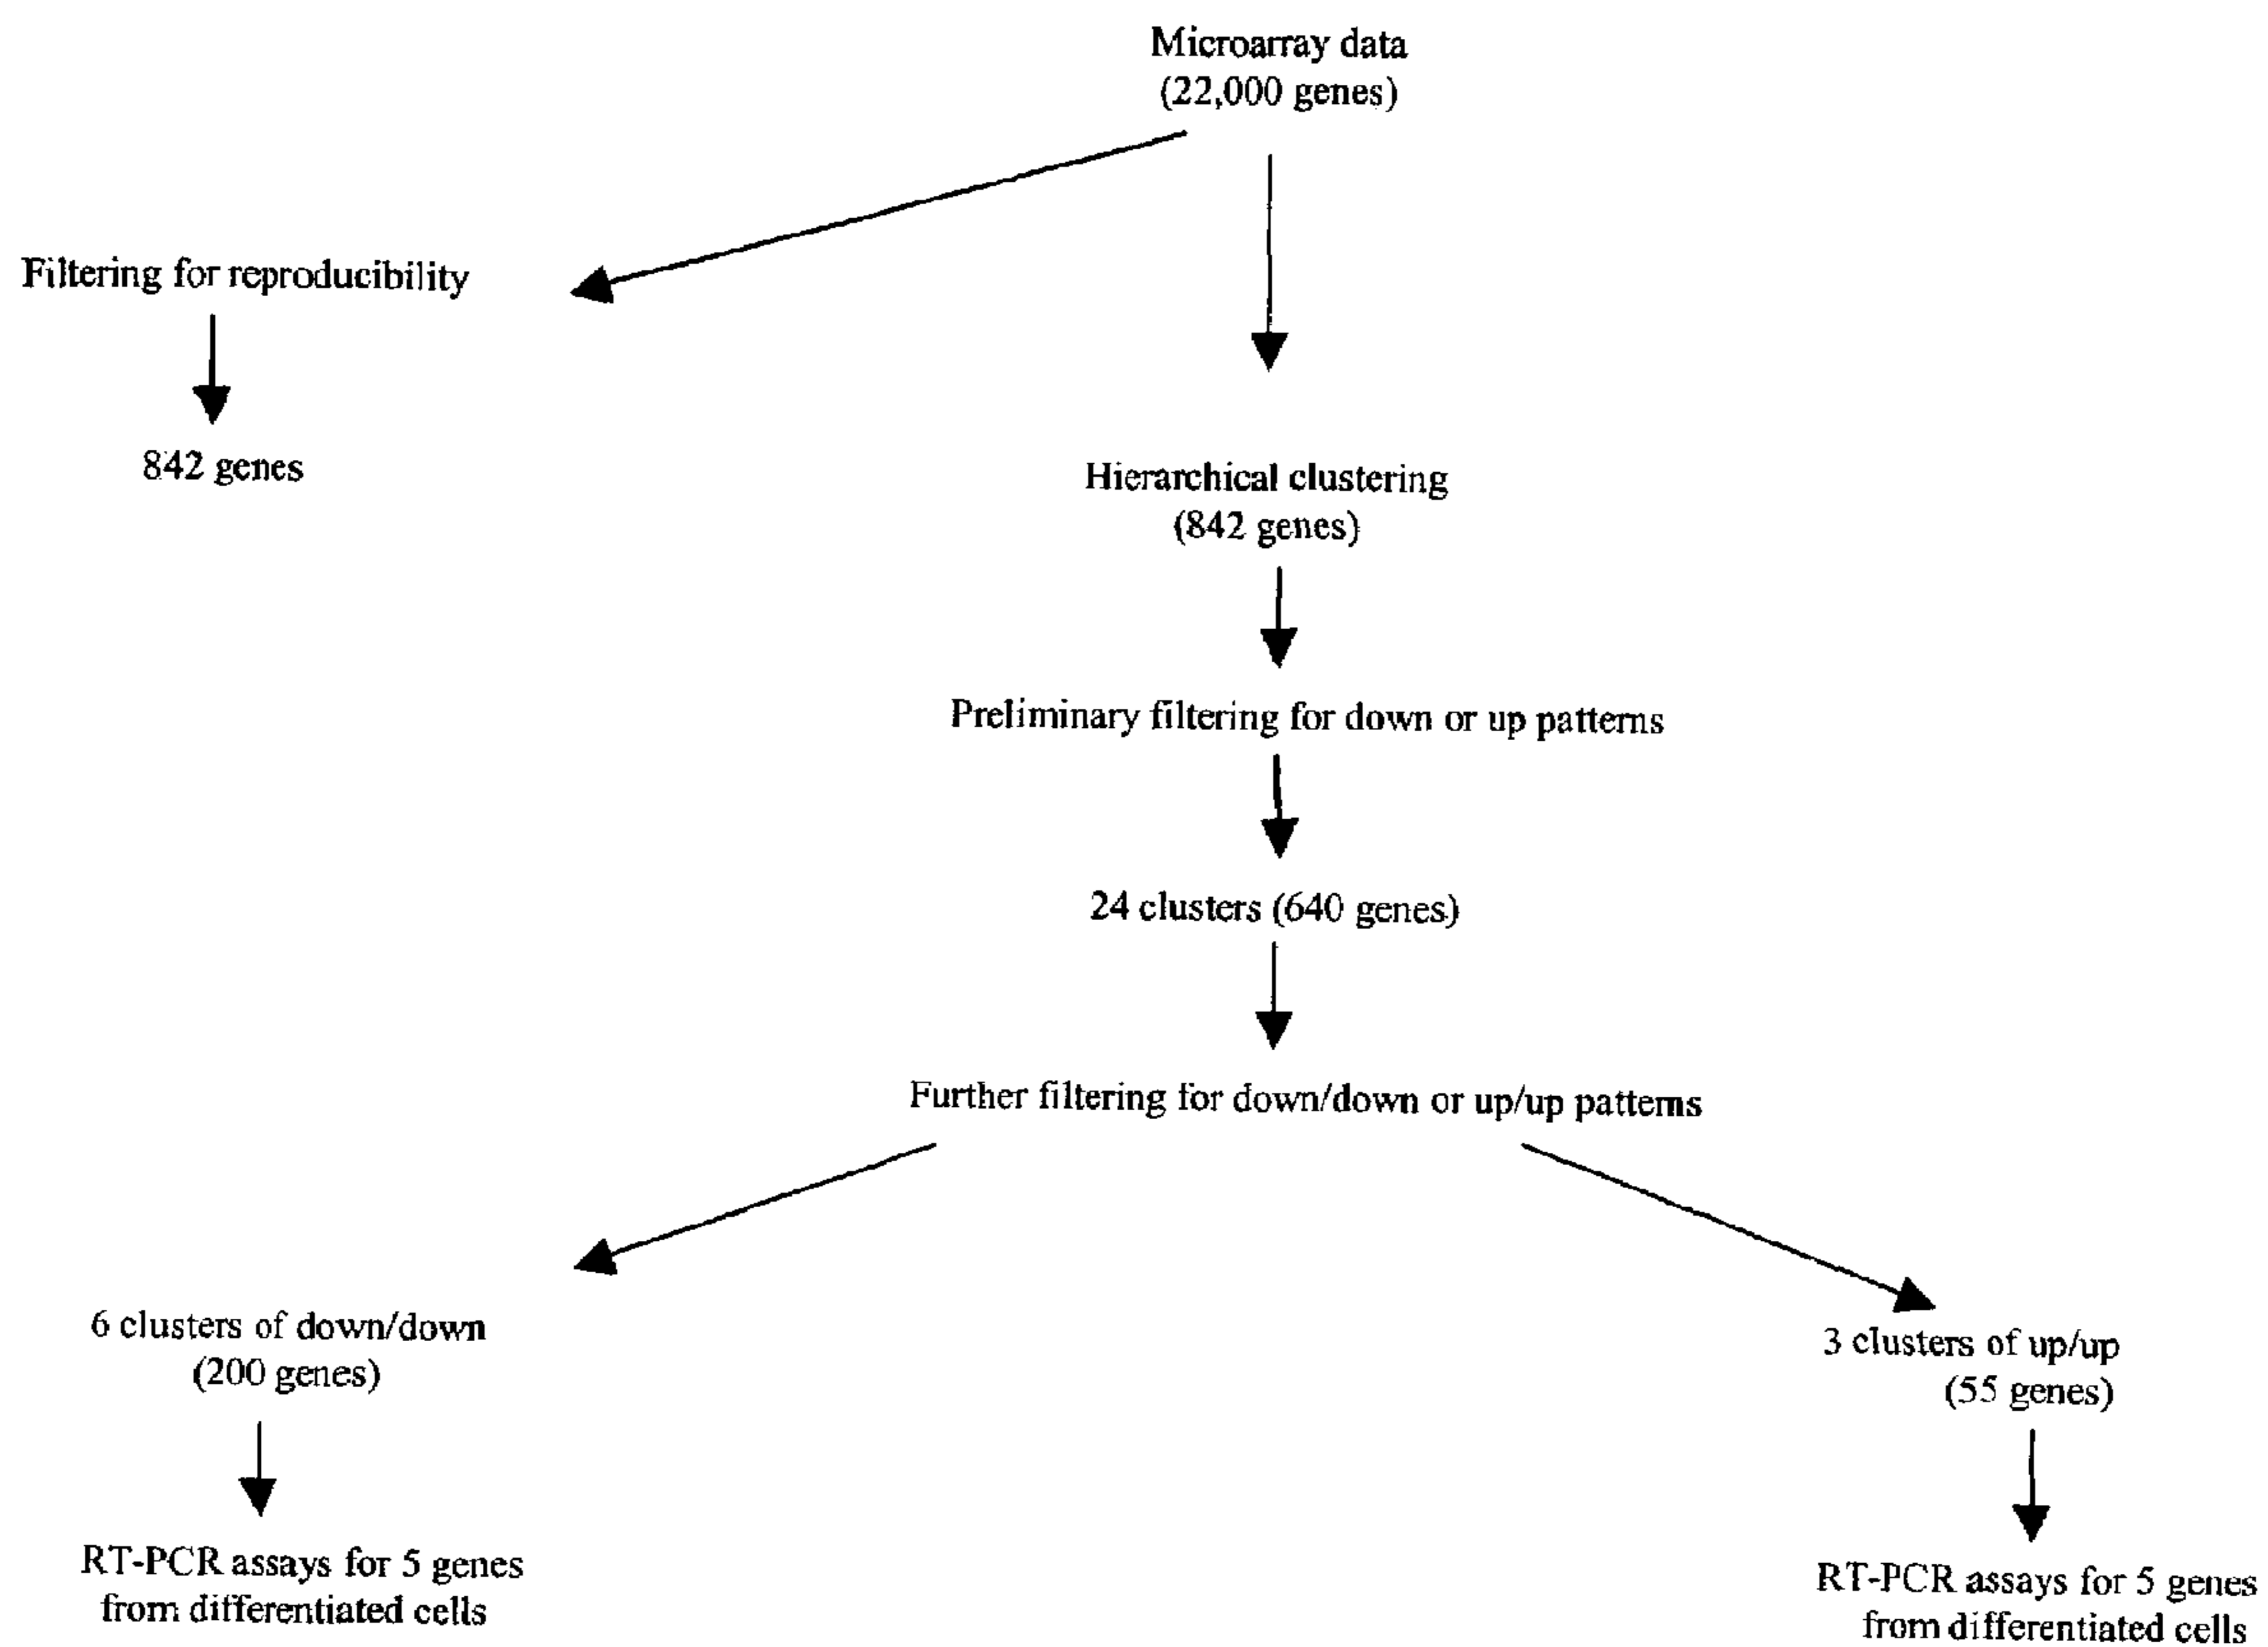 Microarray data
(22,000 genes)
Filtering for reproducibility
842 genes
Hierarchical clustering
(842 genes)
Preliminary filtering for down or up patterns
24 clusters (640 genes)
Further filtering for down/down or up/up patterns
6 clusters of down/down
(200 genes)
3 clusters of up/up
(55 genes)
RT-PCR assays for 5 genes
from differentiated cells
RT-PCR assays for 5 genes
from differentiated cells